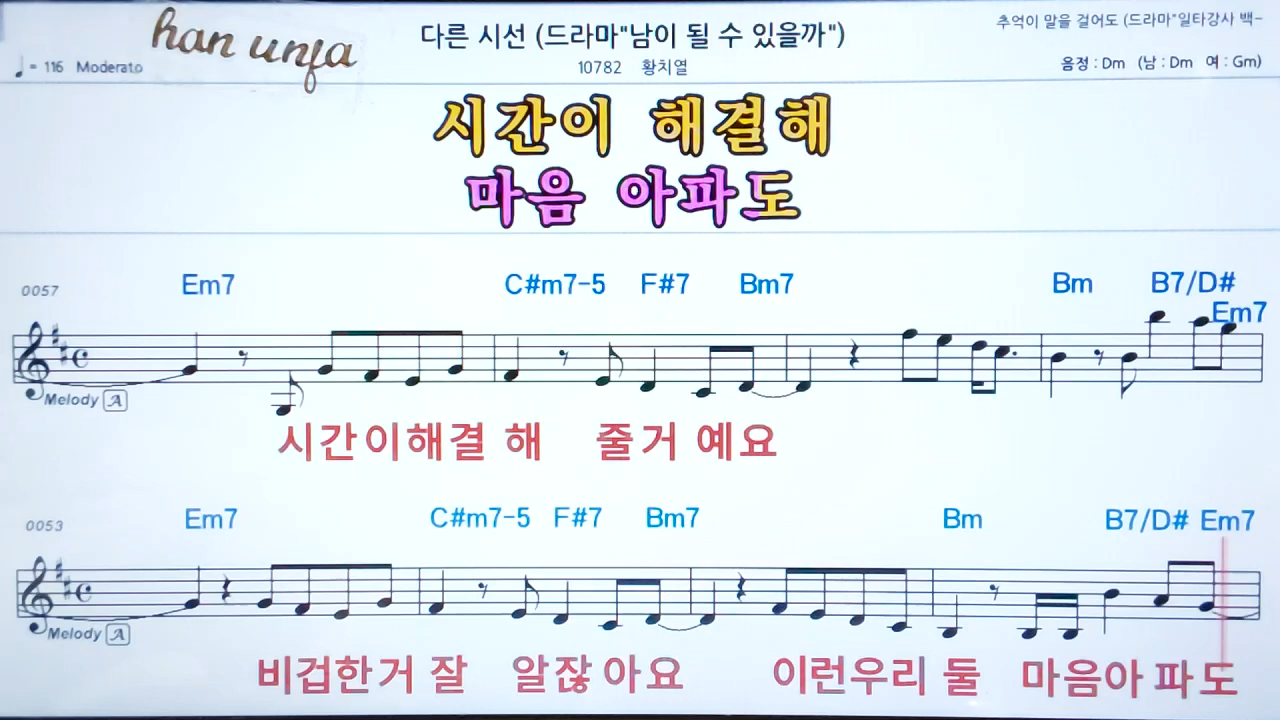 han unja
다른 시선 (드라마"남이 될 수 있을까")
추억이 말을 걸어도 (드라마"일타강사 백-
♩= 116 Moderato
10782 황치열
음정 : Dm (남 : Dm 여 : Gm)
시간이 해결해
마음 아파도
0057 Em7 C#m7-5 F#7 Bm7 Bm B7/D# Em7
Melody A
시간이해결 해 줄거 예요
0053 Em7 C#m7-5 F#7 Bm7 Bm B7/D# Em7
Melody A
비겁한거 잘 알잖아요 이런우리 둘 마음아 파도